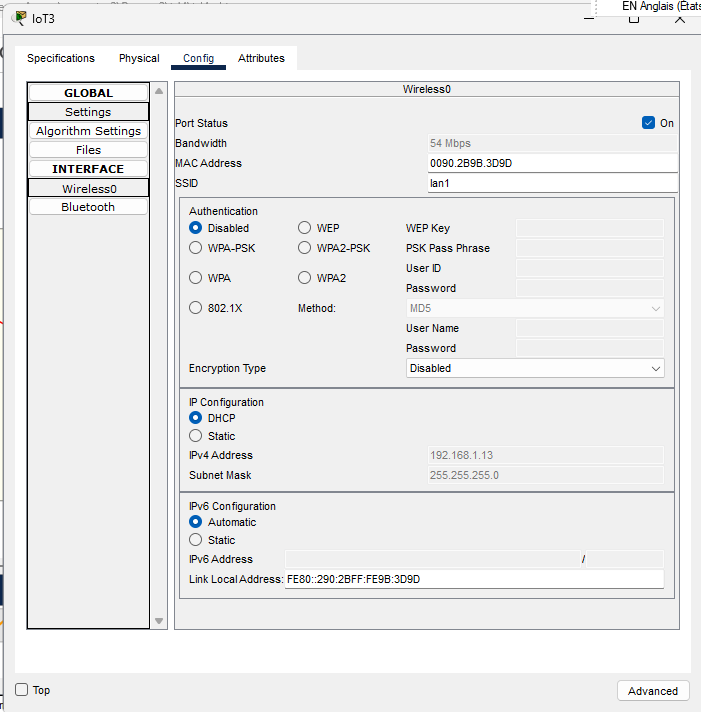 EN Anglais (États
IoT3
Specifications Physical Config Attributes
GLOBAL
Settings
Algorithm Settings
Files
INTERFACE
Wireless0
Bluetooth
Wireless0
Port Status On
Bandwidth 54 Mbps
MAC Address 0090.2B9B.3D9D
SSID lan1
Authentication
Disabled WEP WEP Key
WPA-PSK WPA2-PSK PSK Pass Phrase
User ID
WPA WPA2
Password
802.1X Method: MD5
User Name
Password
Encryption Type Disabled
IP Configuration
DHCP
Static
IPv4 Address 192.168.1.13
Subnet Mask 255.255.255.0
IPv6 Configuration
Automatic
Static
IPv6 Address /
Link Local Address: FE80::290:2BFF:FE9B:3D9D
Top Advanced